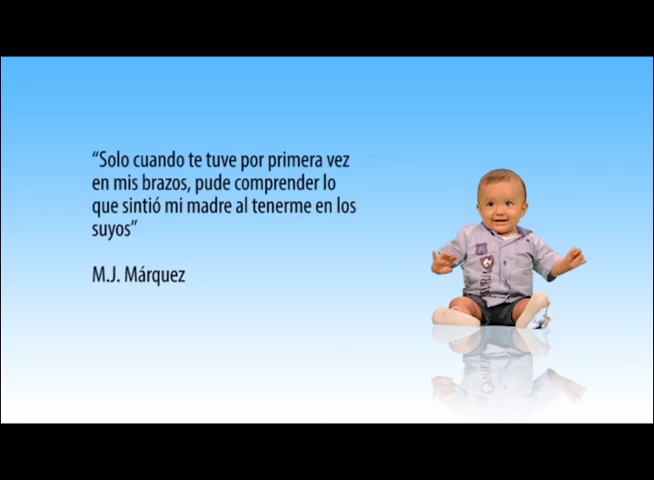 “Solo cuando te tuve por primera vez
en mis brazos, pude comprender lo
que sintió mi madre al tenerme en los
suyos”
M.J. Márquez